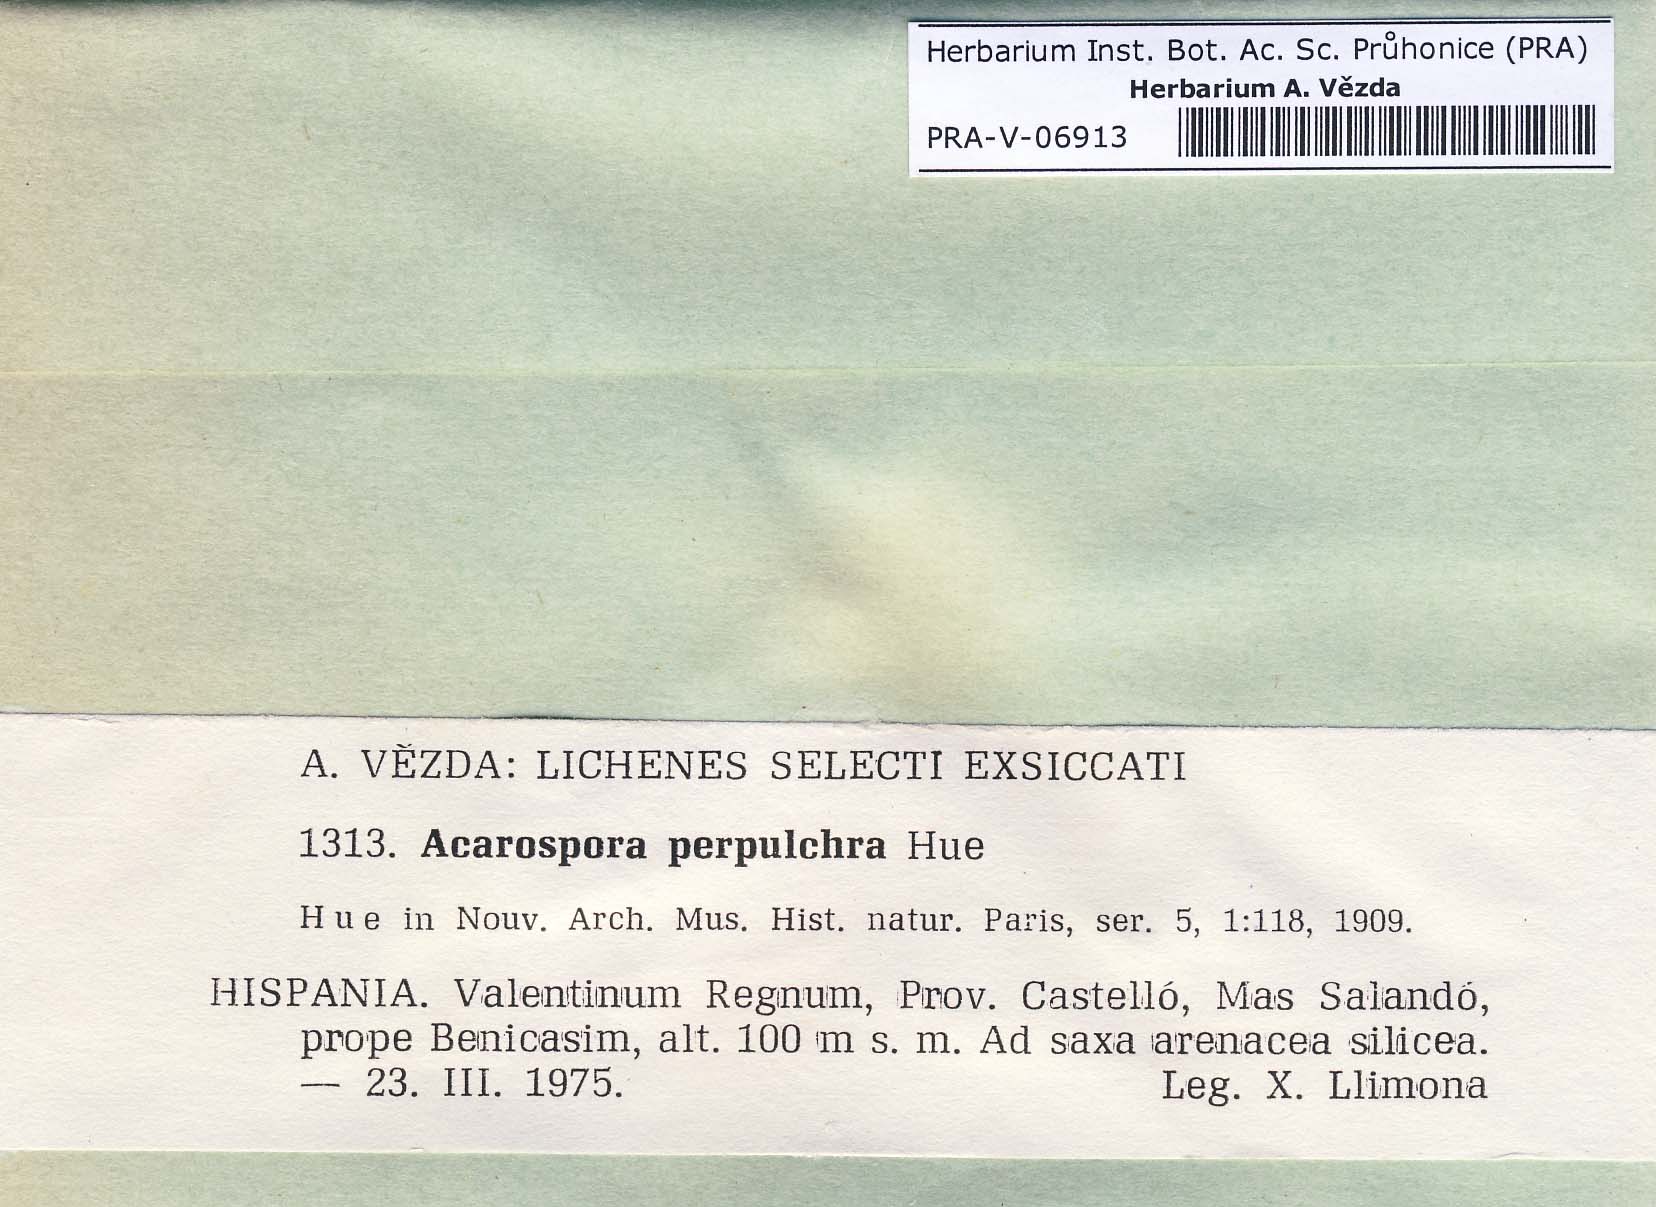 Herbarium Inst. Bot. Ac. Sc. Průhonice (PRA)
Herbarium A. Vězda
PRA-V-06913
A. VĚZDA: LICHENES SELECTI EXSICCATI
1313. Acarospora perpulchra Hue
Hue in Nouv. Arch. Mus. Hist. natur. Paris, ser. 5, 1:118, 1909.
HISPANIA. Valentinum Regnum, Prov. Castelló, Mas Salandó,
prope Benicasim, alt. 100 m s. m. Ad saxa arenacea silicea.
— 23. III. 1975. Leg. X. Llimona